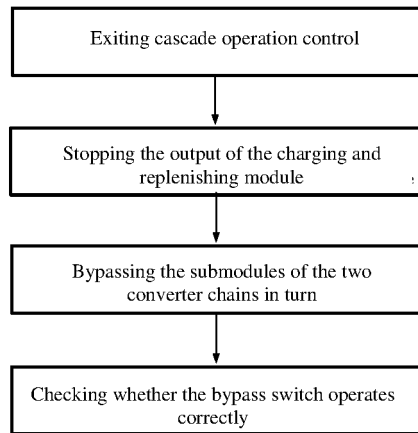 Exiting cascade operation control
Stopping the output of the charging and
replenishing module
Bypassing the submodules of the two
converter chains in turn
Checking whether the bypass switch operates
correctly